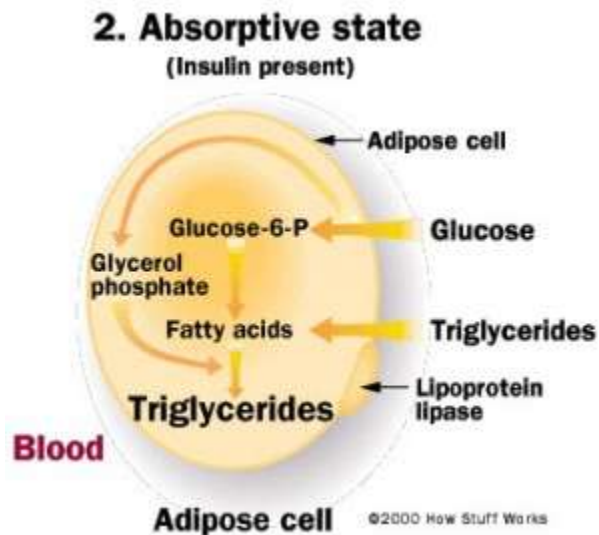 2. Absorptive state
(Insulin present)
Adipose cell
Glucose-6-P
Glucose
Glycerol
phosphate
Fatty acids
Triglycerides
Lipoprotein
lipase
Triglycerides
Blood
Adipose cell
©2000 How Stuff Works